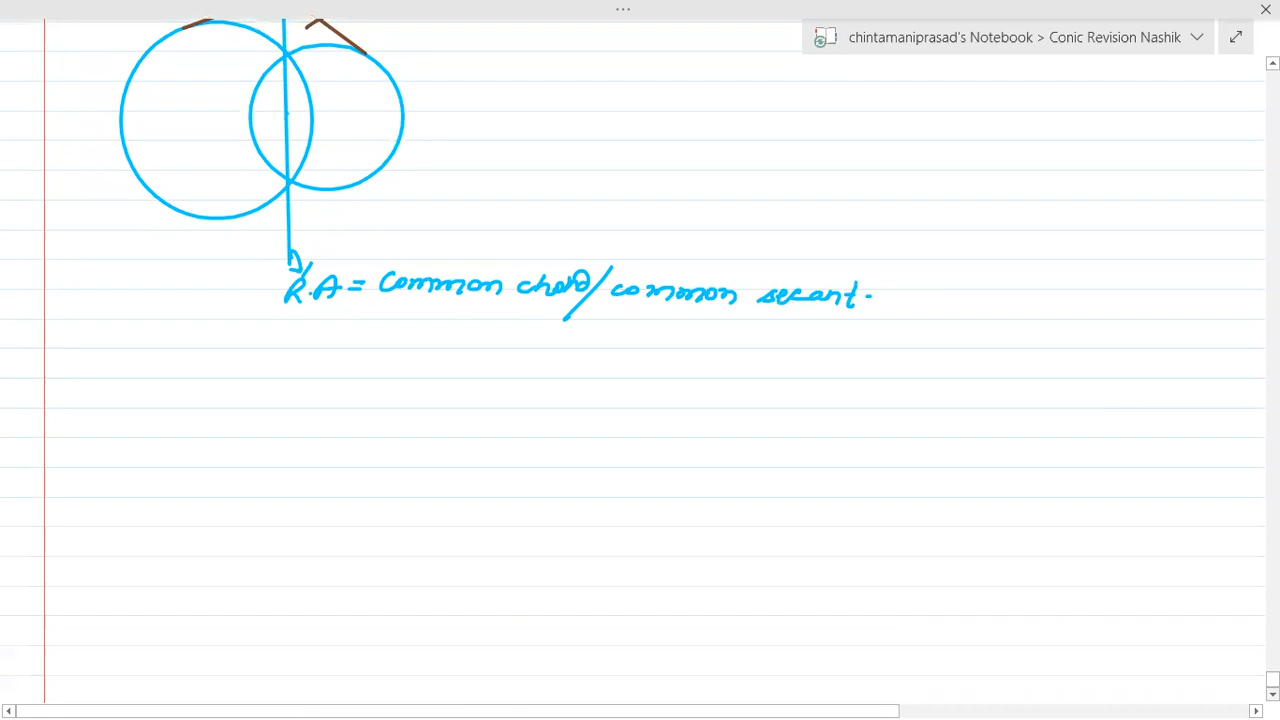 chintamaniprasad's Notebook > Conic Revision Nashik
R.A = Common chord/common secant.